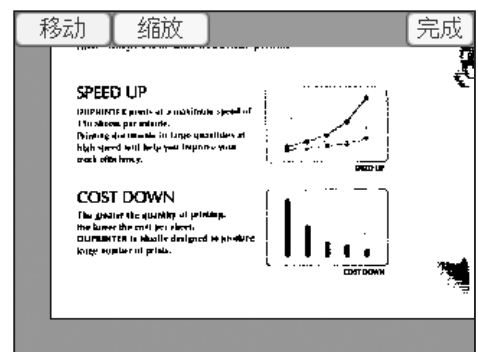 移动 缩放 完成
SPEED UP
DUPRINTER prints at a maximum speed of
150 sheets per minute.
Printing documents in large quantities at
high speed will help you improve your
work efficiency.
SPEED UP
COST DOWN
The greater the quantity of printing,
the lower the cost per sheet.
DUPRINTER is ideally designed to produce
large number of prints.
COST DOWN